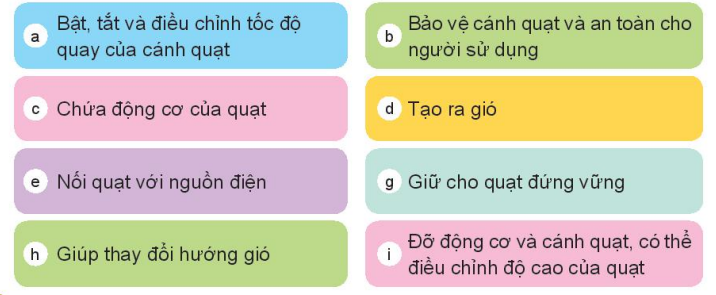 a Bật, tắt và điều chỉnh tốc độ
quay của cánh quạt
b Bảo vệ cánh quạt và an toàn cho
người sử dụng
c Chứa động cơ của quạt
d Tạo ra gió
e Nối quạt với nguồn điện
g Giữ cho quạt đứng vững
h Giúp thay đổi hướng gió
i Đỡ động cơ và cánh quạt, có thể
điều chỉnh độ cao của quạt